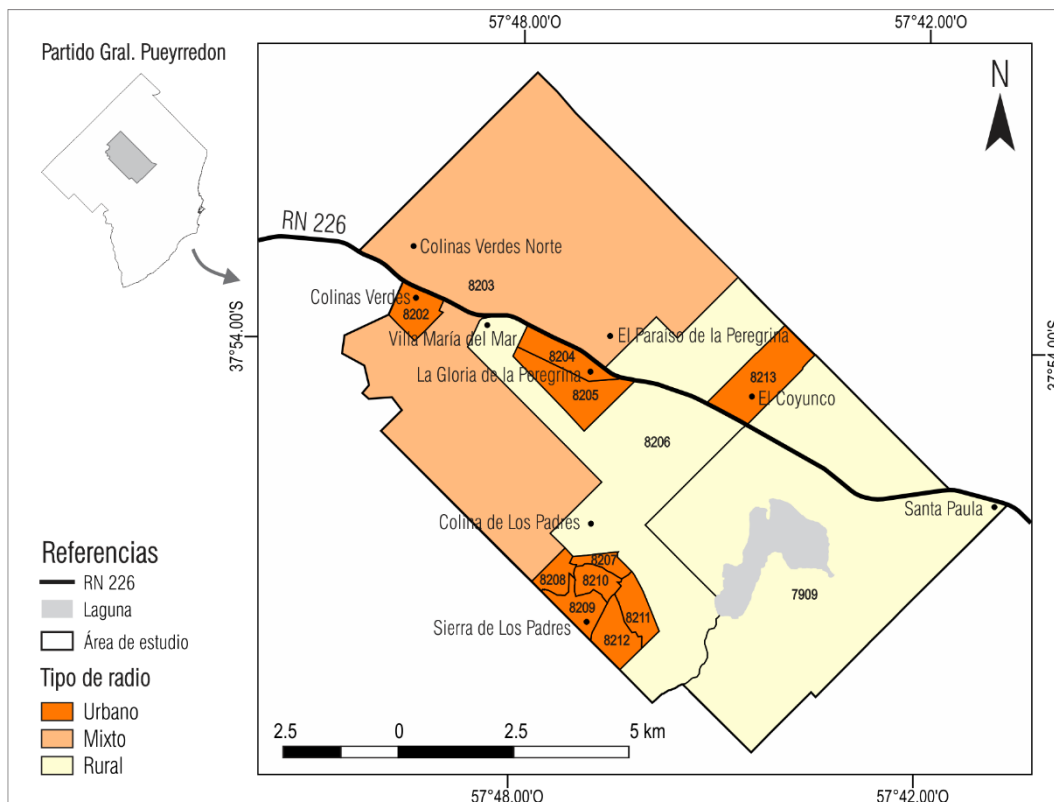 57°48.00'O
57°42.00'O
Partido Gral. Pueyrredon
N
RN 226
Colinas Verdes Norte
8203
Colinas Verdes
8202
Villa María del Mar
El Paraiso de la Peregrina
37°54.00'S
37°54.00'S
8204
La Gloria de la Peregrina
8213
8205
El Coyunco
8206
Santa Paula
Colina de Los Padres
8207
8208
8210
7909
8209
8211
Sierra de Los Padres
8212
Referencias
RN 226
Laguna
Área de estudio
Tipo de radio
Urbano
Mixto
Rural
2.5 0 2.5 5 km
57°48.00'O
57°42.00'O